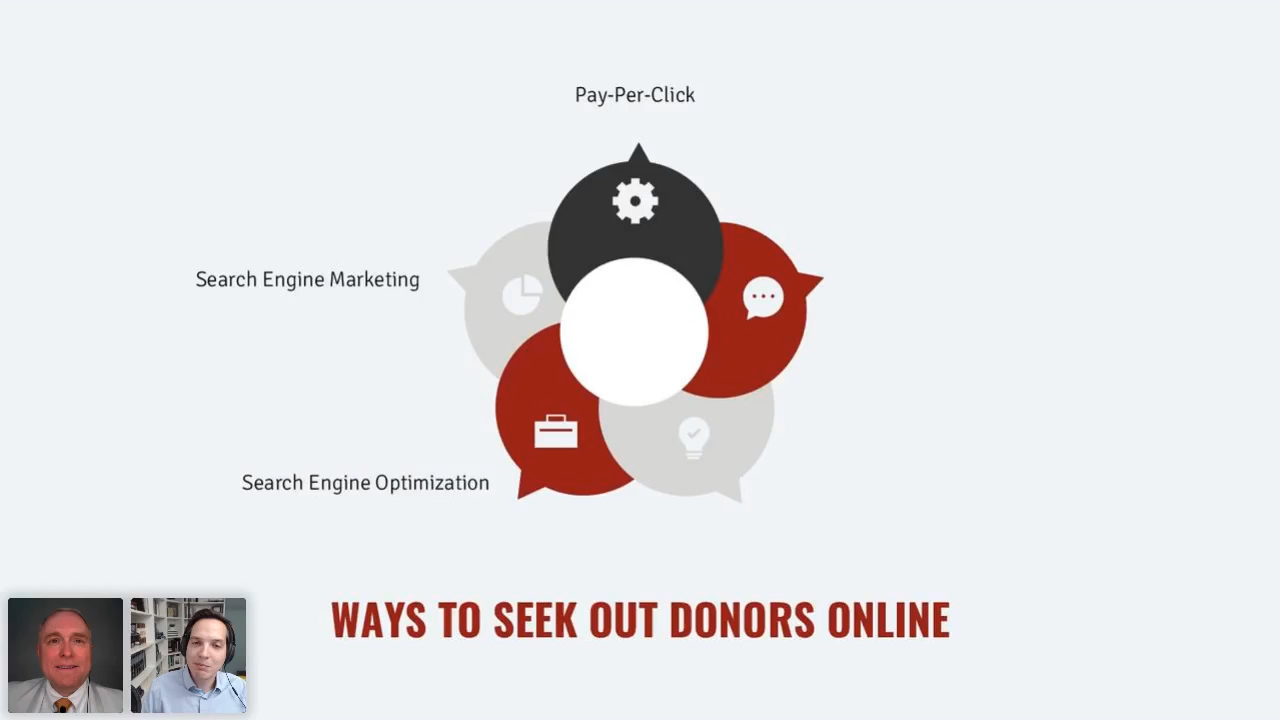 Pay-Per-Click
Search Engine Marketing
Search Engine Optimization
WAYS TO SEEK OUT DONORS ONLINE